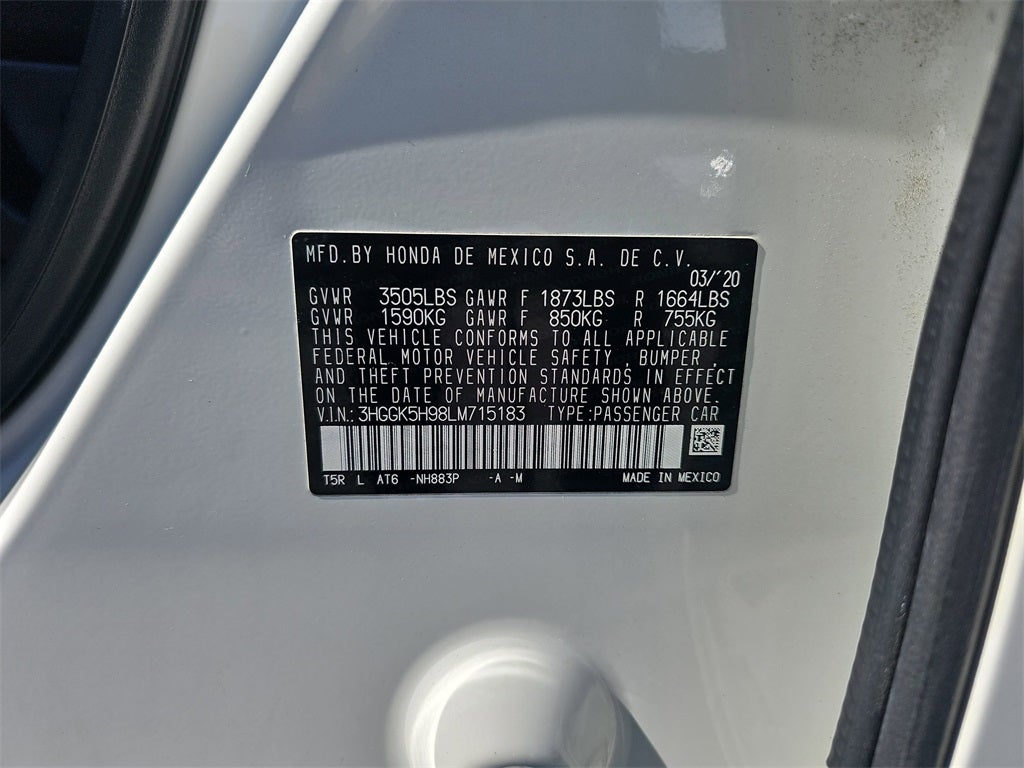 MFD.BY HONDA DE MEXICO S.A. DE C.V.
03/'20
GVWR 3505LBS GAWR F 1873LBS R 1664LBS
GVWR 1590KG GAWR F 850KG R 755KG
THIS VEHICLE CONFORMS TO ALL APPLICABLE
FEDERAL MOTOR VEHICLE SAFETY , BUMPER ,
AND THEFT PREVENTION STANDARDS IN EFFECT
ON THE DATE OF MANUFACTURE SHOWN ABOVE.
V.I.N.:3HGGK5H98LM715183 TYPE:PASSENGER CAR
T5R L AT6 -NH883P -A -M MADE IN MEXICO